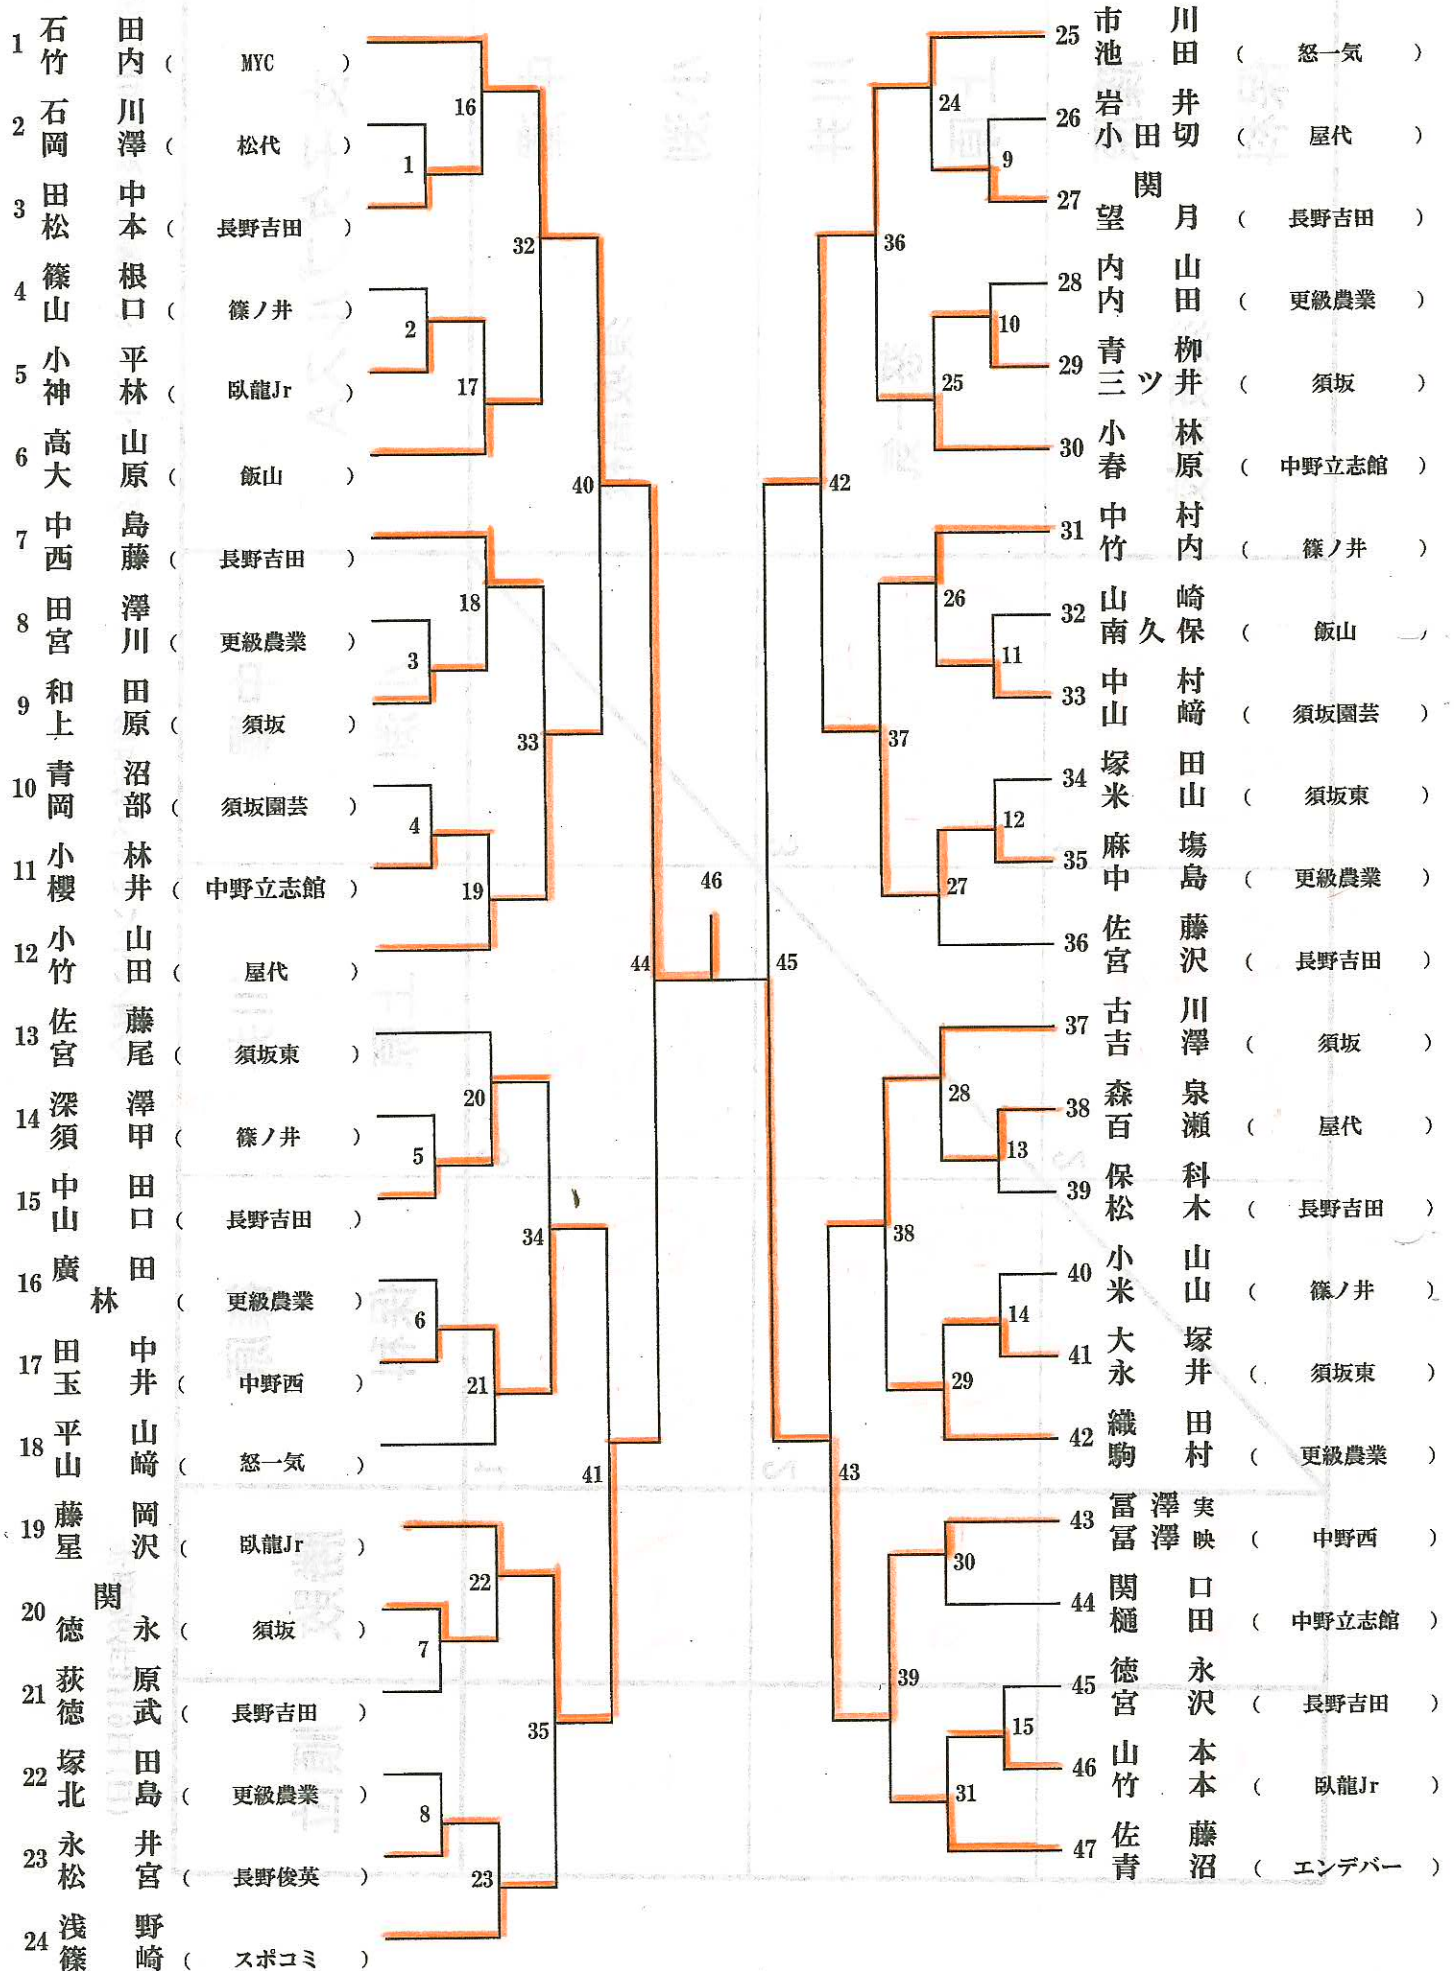 1 石田
竹内 ( MYC )
2 石川
岡澤 ( 松代 )
3 田中
松本 ( 長野吉田 )
4 篠根
山口 ( 篠ノ井 )
5 小平
神林 ( 臥龍Jr )
6 高山
大原 ( 飯山 )
7 中島
西藤 ( 長野吉田 )
8 田澤
宮川 ( 更級農業 )
9 和田
上原 ( 須坂 )
10 青沼
岡部 ( 須坂園芸 )
11 小林
櫻井 ( 中野立志館 )
12 小山
竹田 ( 屋代 )
13 佐藤
宮尾 ( 須坂東 )
14 深澤
須甲 ( 篠ノ井 )
15 中田
山口 ( 長野吉田 )
16 廣田
林 ( 更級農業 )
17 田中
玉井 ( 中野西 )
18 平山
山﨑 ( 怒一気 )
19 藤岡
星沢 ( 臥龍Jr )
20 関
徳永 ( 須坂 )
21 荻原
徳武 ( 長野吉田 )
22 塚田
北島 ( 更級農業 )
23 永井
松宮 ( 長野俊英 )
24 浅野
篠崎 ( スポコミ )
16
1
32
2
17
40
18
3
33
4
19
44
20
5
34
6
21
41
22
7
35
8
23
46
45
24
9
36
10
25
42
26
11
37
12
27
28
13
38
14
29
43
30
39
15
31
25 市川
池田 ( 怒一気 )
26 岩井
小田切 ( 屋代 )
27 関
望月 ( 長野吉田 )
28 内山
内田 ( 更級農業 )
29 青栁
三ツ井 ( 須坂 )
30 小林
春原 ( 中野立志館 )
31 中村
竹内 ( 篠ノ井 )
32 山崎
南久保 ( 飯山 )
33 中村
山﨑 ( 須坂園芸 )
34 塚田
米山 ( 須坂東 )
35 麻場
中島 ( 更級農業 )
36 佐藤
宮沢 ( 長野吉田 )
37 古川
吉澤 ( 須坂 )
38 森泉
百瀬 ( 屋代 )
39 保科
松木 ( 長野吉田 )
40 小山
米山 ( 篠ノ井 )
41 大塚
永井 ( 須坂東 )
42 織田
駒村 ( 更級農業 )
43 冨澤実
冨澤映 ( 中野西 )
44 関口
樋田 ( 中野立志館 )
45 徳永
宮沢 ( 長野吉田 )
46 山本
竹本 ( 臥龍Jr )
47 佐藤
青沼 ( エンデバー )